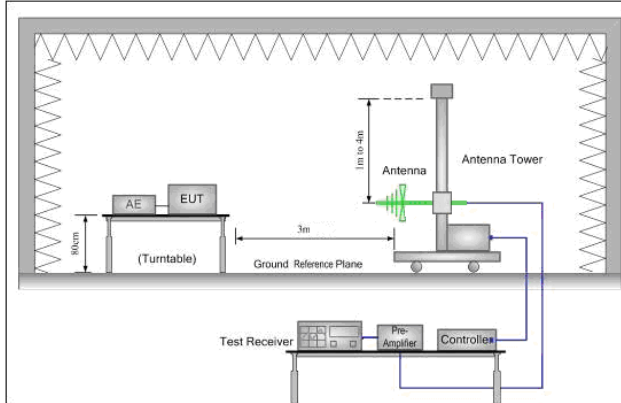 1m to 4m
Antenna
Antenna Tower
AE
EUT
80cm
(Turntable)
3m
Ground Reference Plane
Test Receiver
Pre-
Amplifier
Controller